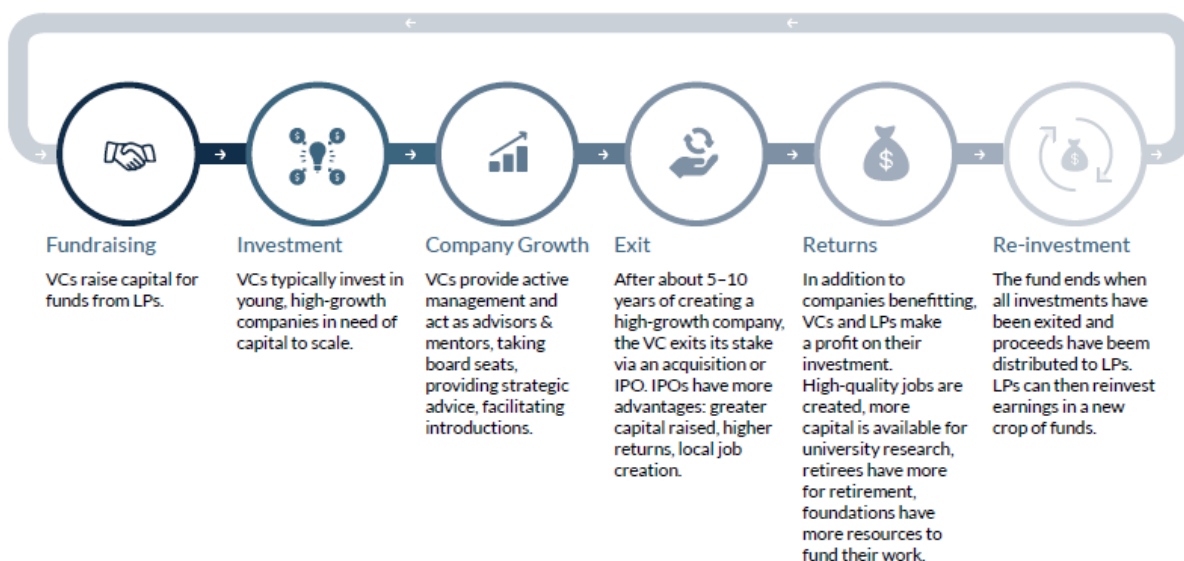 Fundraising
VCs raise capital for
funds from LPs.
Investment
VCs typically invest in
young, high-growth
companies in need of
capital to scale.
Company Growth
VCs provide active
management and
act as advisors &
mentors, taking
board seats,
providing strategic
advice, facilitating
introductions.
Exit
After about 5–10
years of creating a
high-growth company,
the VC exits its stake
via an acquisition or
IPO. IPOs have more
advantages: greater
capital raised, higher
returns, local job
creation.
$
Returns
In addition to
companies benefitting,
VCs and LPs make
a profit on their
investment.
High-quality jobs are
created, more
capital is available for
university research,
retirees have more
for retirement,
foundations have
more resources to
fund their work.
Re-investment
The fund ends when
all investments have
been exited and
proceeds have beem
distributed to LPs.
LPs can then reinvest
earnings in a new
crop of funds.